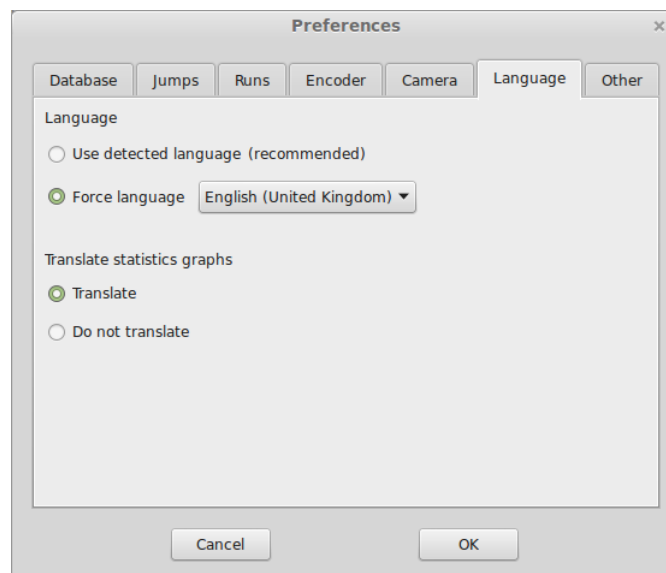 Preferences
Database Jumps Runs Encoder Camera Language Other
Language
Use detected language (recommended)
Force language English (United Kingdom)
Translate statistics graphs
Translate
Do not translate
Cancel OK